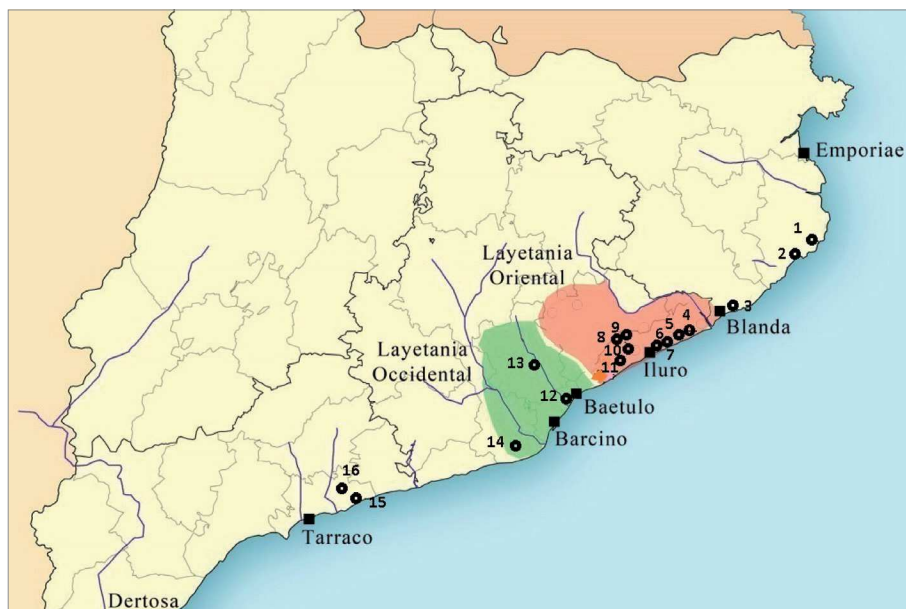 Emporiae
1
2
Layetania
Oriental
3
Blanda
4
5
9
8
6
10
7
Iluro
11
Layetania
Occidental
13
12
Baetulo
Barcino
14
16
15
Tarraco
Dertosa